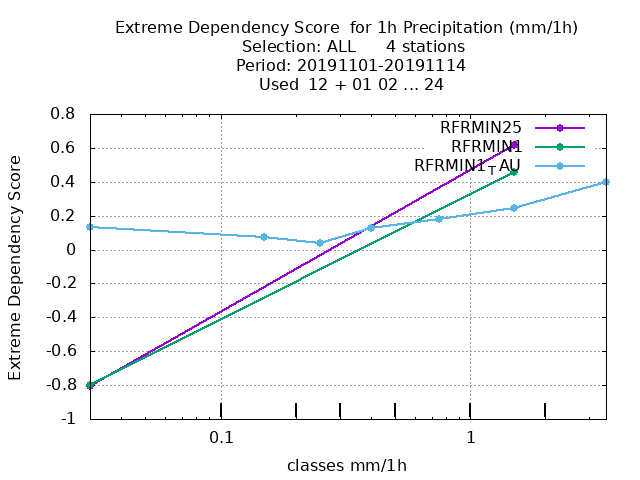 Extreme Dependency Score for 1h Precipitation (mm/1h)
Selection: ALL 4 stations
Period: 20191101-20191114
Used 12 + 01 02 ... 24
Extreme Dependency Score
0.8
0.6
0.4
0.2
0
-0.2
-0.4
-0.6
-0.8
-1
RFRMIN25
RFRMIN1
RFRMIN1_TAU
0.1
1
classes mm/1h